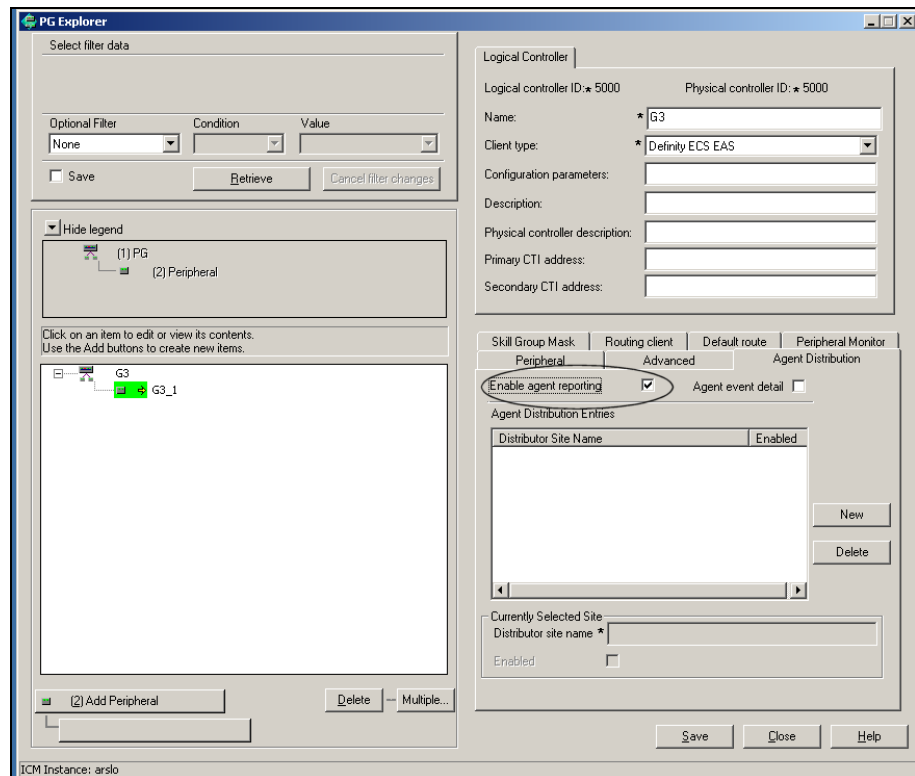 PG Explorer
Select filter data
Optional Filter Condition Value
None
Save Retrieve Cancel filter changes
Hide legend
(1) PG
(2) Peripheral
Click on an item to edit or view its contents.
Use the Add buttons to create new items.
G3
G3_1
(2) Add Peripheral Delete Multiple...
ICM Instance: arslo
Logical Controller
Logical controller ID:* 5000 Physical controller ID: * 5000
Name: * G3
Client type: * Definity ECS EAS
Configuration parameters:
Description:
Physical controller description:
Primary CTI address:
Secondary CTI address:
Skill Group Mask Routing client Default route Peripheral Monitor
Peripheral Advanced Agent Distribution
Enable agent reporting Agent event detail
Agent Distribution Entries
Distributor Site Name Enabled
New
Delete
Currently Selected Site
Distributor site name *
Enabled
Save Close Help